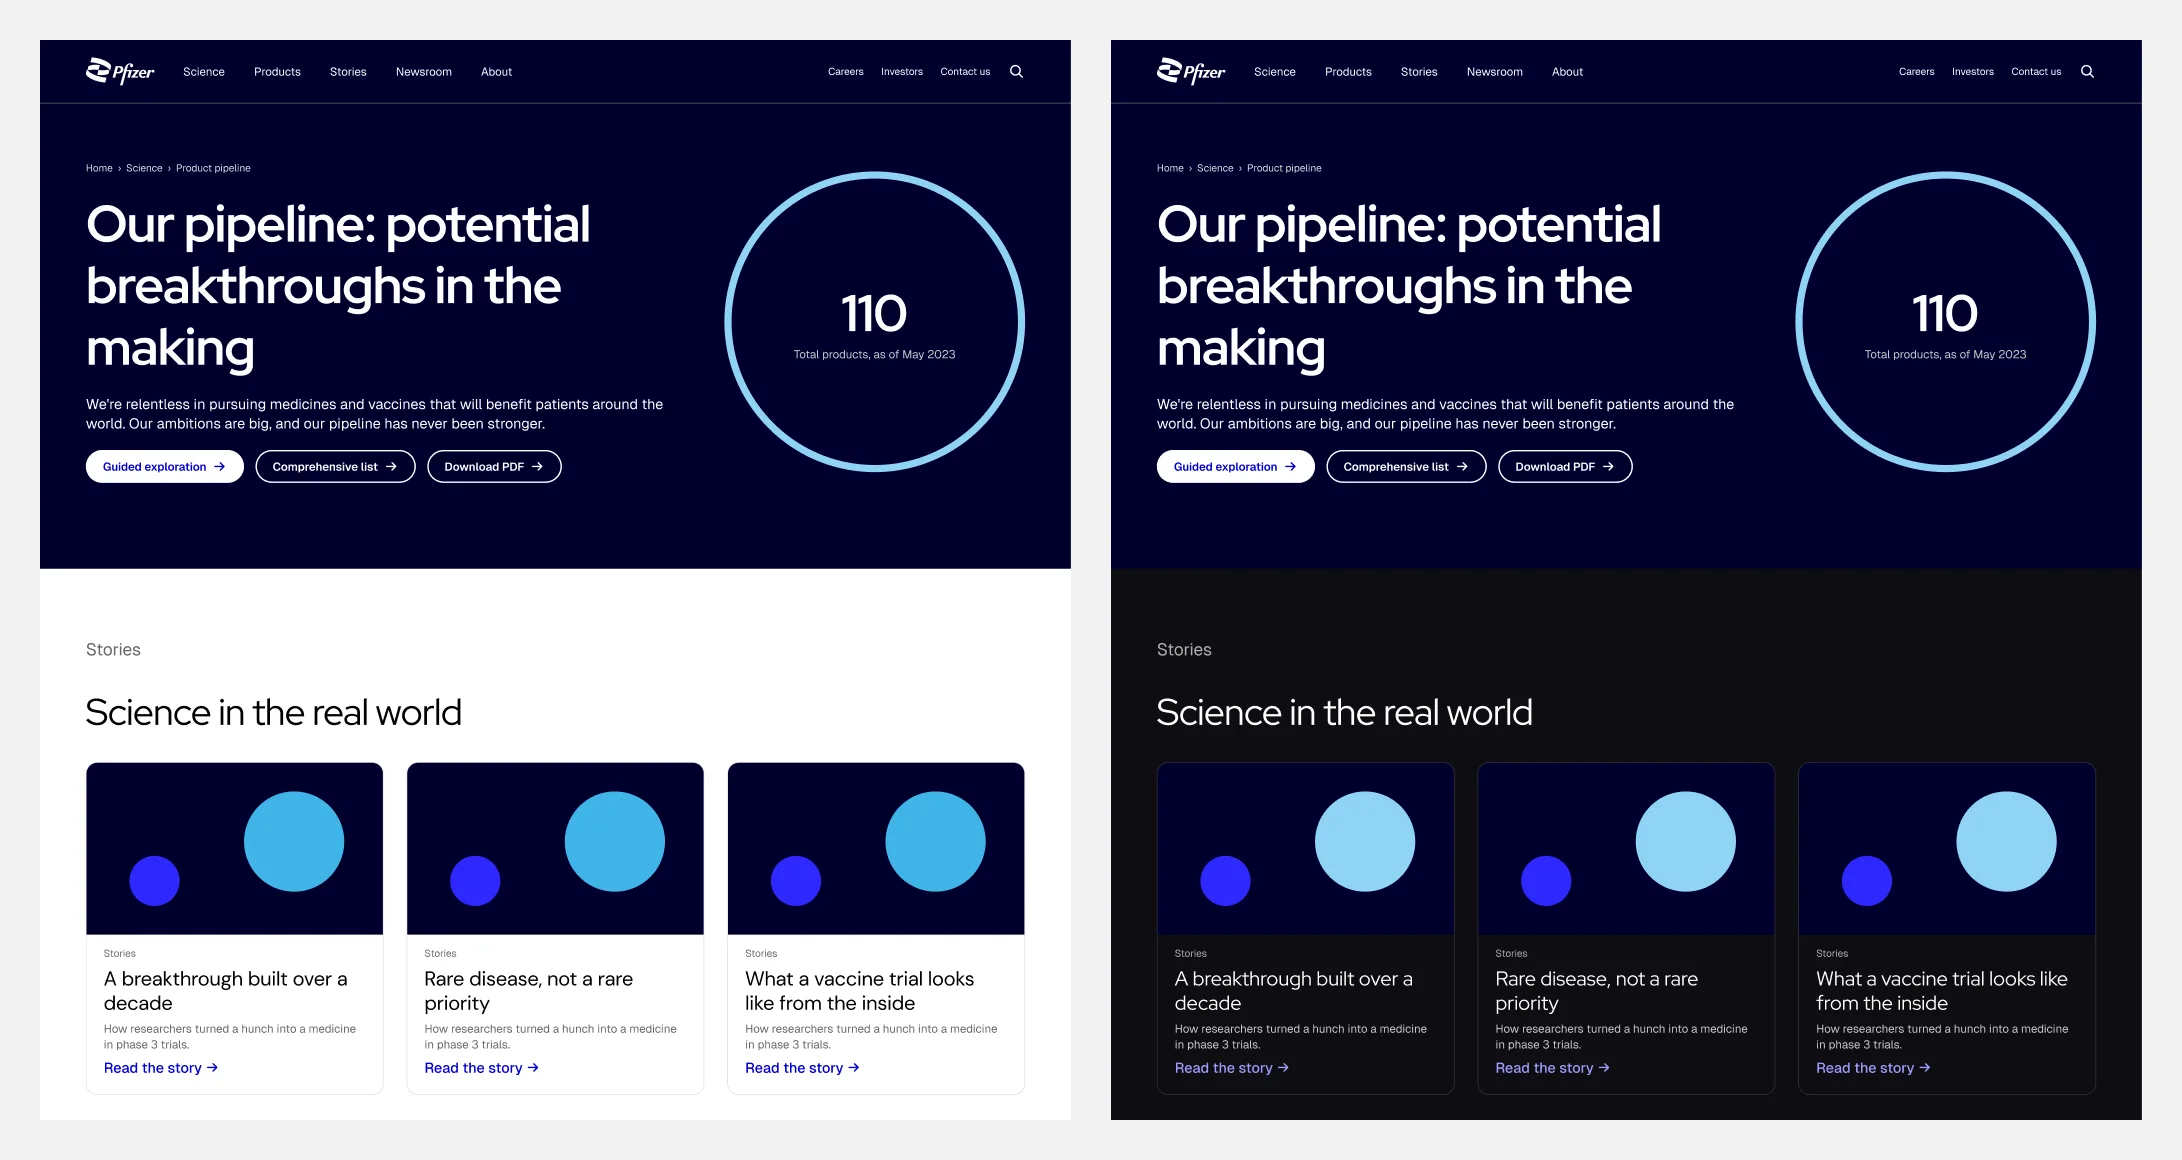 Pfizer Science Products Stories Newsroom About Careers Investors Contact us
Home › Science › Product pipeline
Our pipeline: potential
breakthroughs in the
making
We're relentless in pursuing medicines and vaccines that will benefit patients around the
world. Our ambitions are big, and our pipeline has never been stronger.
Guided exploration → Comprehensive list → Download PDF →
110
Total products, as of May 2023
Stories
Science in the real world
Stories
A breakthrough built over a
decade
How researchers turned a hunch into a medicine
in phase 3 trials.
Read the story →
Stories
Rare disease, not a rare
priority
How researchers turned a hunch into a medicine
in phase 3 trials.
Read the story →
Stories
What a vaccine trial looks
like from the inside
How researchers turned a hunch into a medicine
in phase 3 trials.
Read the story →
Pfizer Science Products Stories Newsroom About Careers Investors Contact us
Home › Science › Product pipeline
Our pipeline: potential
breakthroughs in the
making
We're relentless in pursuing medicines and vaccines that will benefit patients around the
world. Our ambitions are big, and our pipeline has never been stronger.
Guided exploration → Comprehensive list → Download PDF →
110
Total products, as of May 2023
Stories
Science in the real world
Stories
A breakthrough built over a
decade
How researchers turned a hunch into a medicine
in phase 3 trials.
Read the story →
Stories
Rare disease, not a rare
priority
How researchers turned a hunch into a medicine
in phase 3 trials.
Read the story →
Stories
What a vaccine trial looks like
from the inside
How researchers turned a hunch into a medicine
in phase 3 trials.
Read the story →